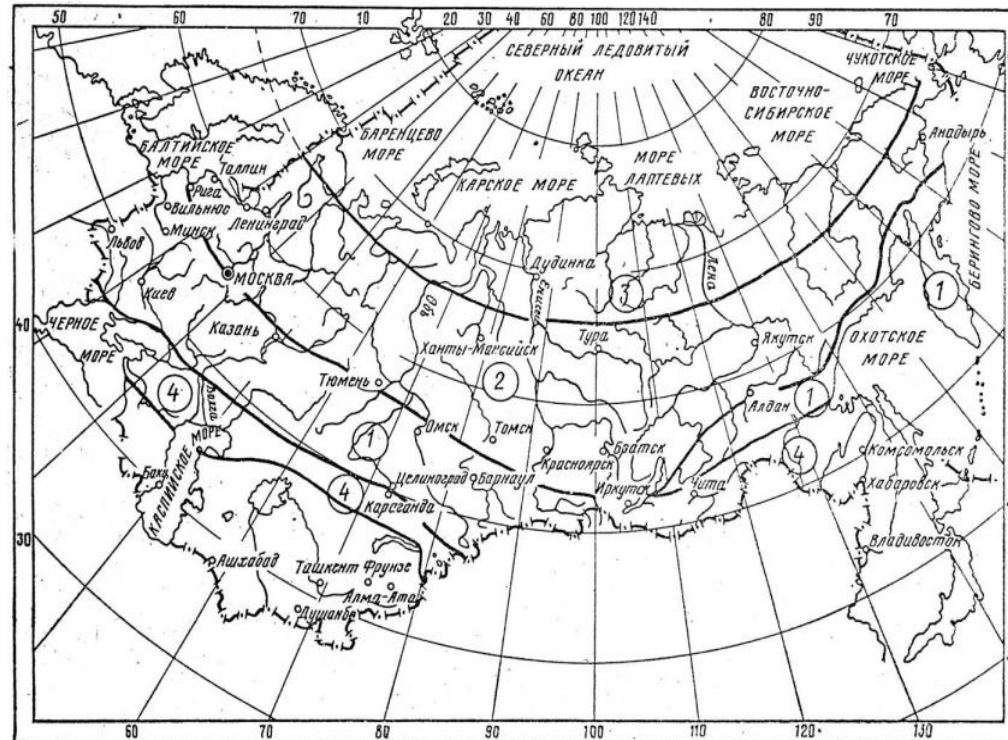 50 60 70 80 10 20 30 40 60 80 100 120 140 80 90 70
СЕВЕРНЫЙ ЛЕДОВИТЫЙ
ОКЕАН
ЧУКОТСКОЕ
МОРЕ
ВОСТОЧНО-
СИБИРСКОЕ
МОРЕ
БАРЕНЦЕВО
МОРЕ
БАЛТИЙСКОЕ
МОРЕ
КАРСКОЕ МОРЕ
МОРЕ
ЛАПТЕВЫХ
Анадырь
БЕРИНГОВО МОРЕ
Таллин
Рига
Вильнюс
Ленинград
Минск
Львов
МОСКВА
Киев
Казань
Дудинка
Енисей
Обь
Лена
3
1
40
ЧЕРНОЕ
МОРЕ
Ханты-Мансийск
Тура
Якутск
ОХОТСКОЕ
МОРЕ
2
Тюмень
4
Волга
1
Омск
Томск
Алдан
1
Красноярск
Братск
4
Комсомольск
Хабаровск
КАСПИЙСКОЕ
МОРЕ
Баку
Целиноград
Барнаул
Иркутск
Чита
4
Караганда
30
Владивосток
Ашхабад
Ташкент
Фрунзе
Алма-Ата
Душанбе
60 70 80 90 100 110 120 130